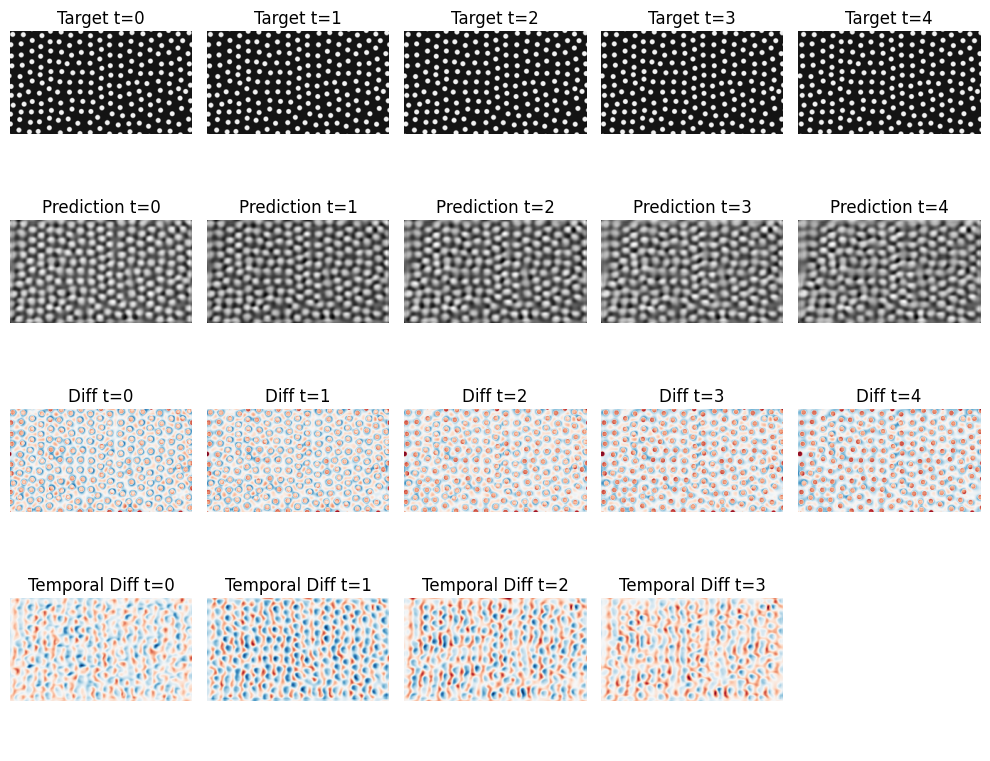 Target t=0
Target t=1
Target t=2
Target t=3
Target t=4
Prediction t=0
Prediction t=1
Prediction t=2
Prediction t=3
Prediction t=4
Diff t=0
Diff t=1
Diff t=2
Diff t=3
Diff t=4
Temporal Diff t=0
Temporal Diff t=1
Temporal Diff t=2
Temporal Diff t=3